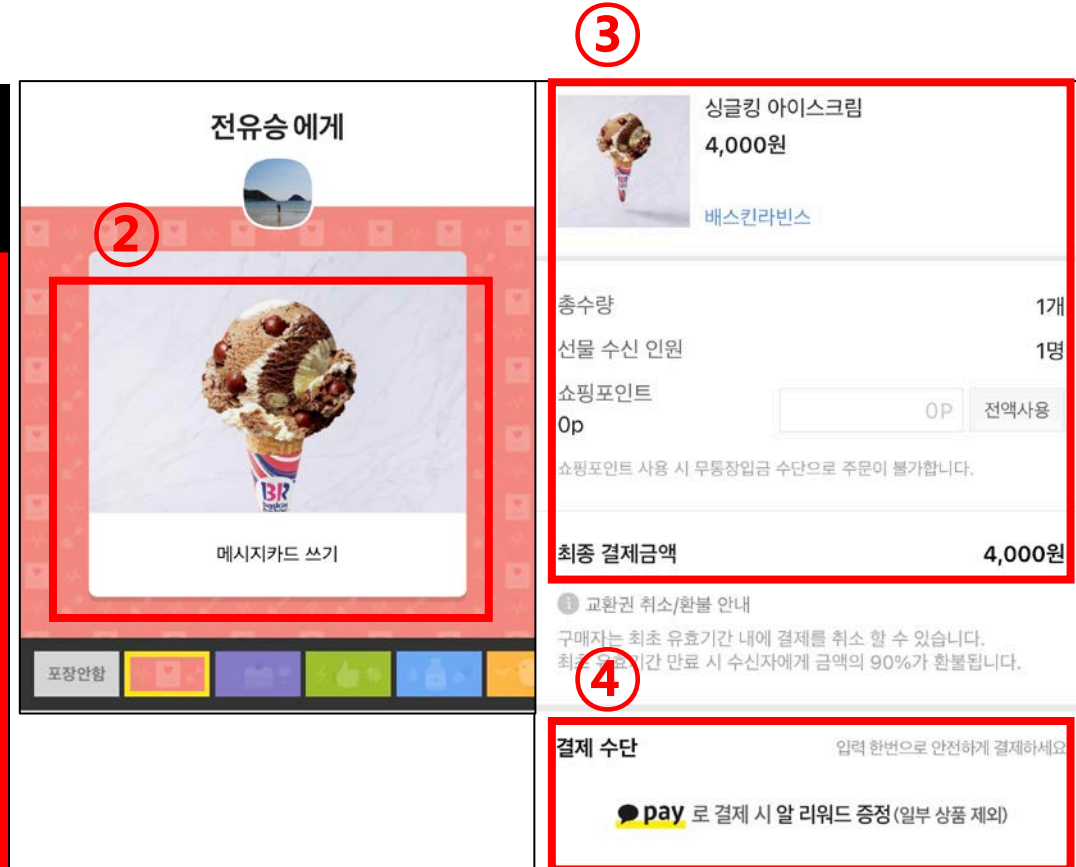 ③
전유승에게
②
BR
baskin
메시지카드 쓰기
포장안함
싱글킹 아이스크림
4,000원
배스킨라빈스
총수량 1개
선물 수신 인원 1명
쇼핑포인트
0p 0P 전액사용
쇼핑포인트 사용 시 무통장입금 수단으로 주문이 불가합니다.
최종 결제금액 4,000원
교환권 취소/환불 안내
구매자는 최초 유효기간 내에 결제를 취소 할 수 있습니다.
최초 유효기간 만료 시 수신자에게 금액의 90%가 환불됩니다.
④
결제 수단 입력 한번으로 안전하게 결제하세요
pay 로 결제 시 알 리워드 증정(일부 상품 제외)